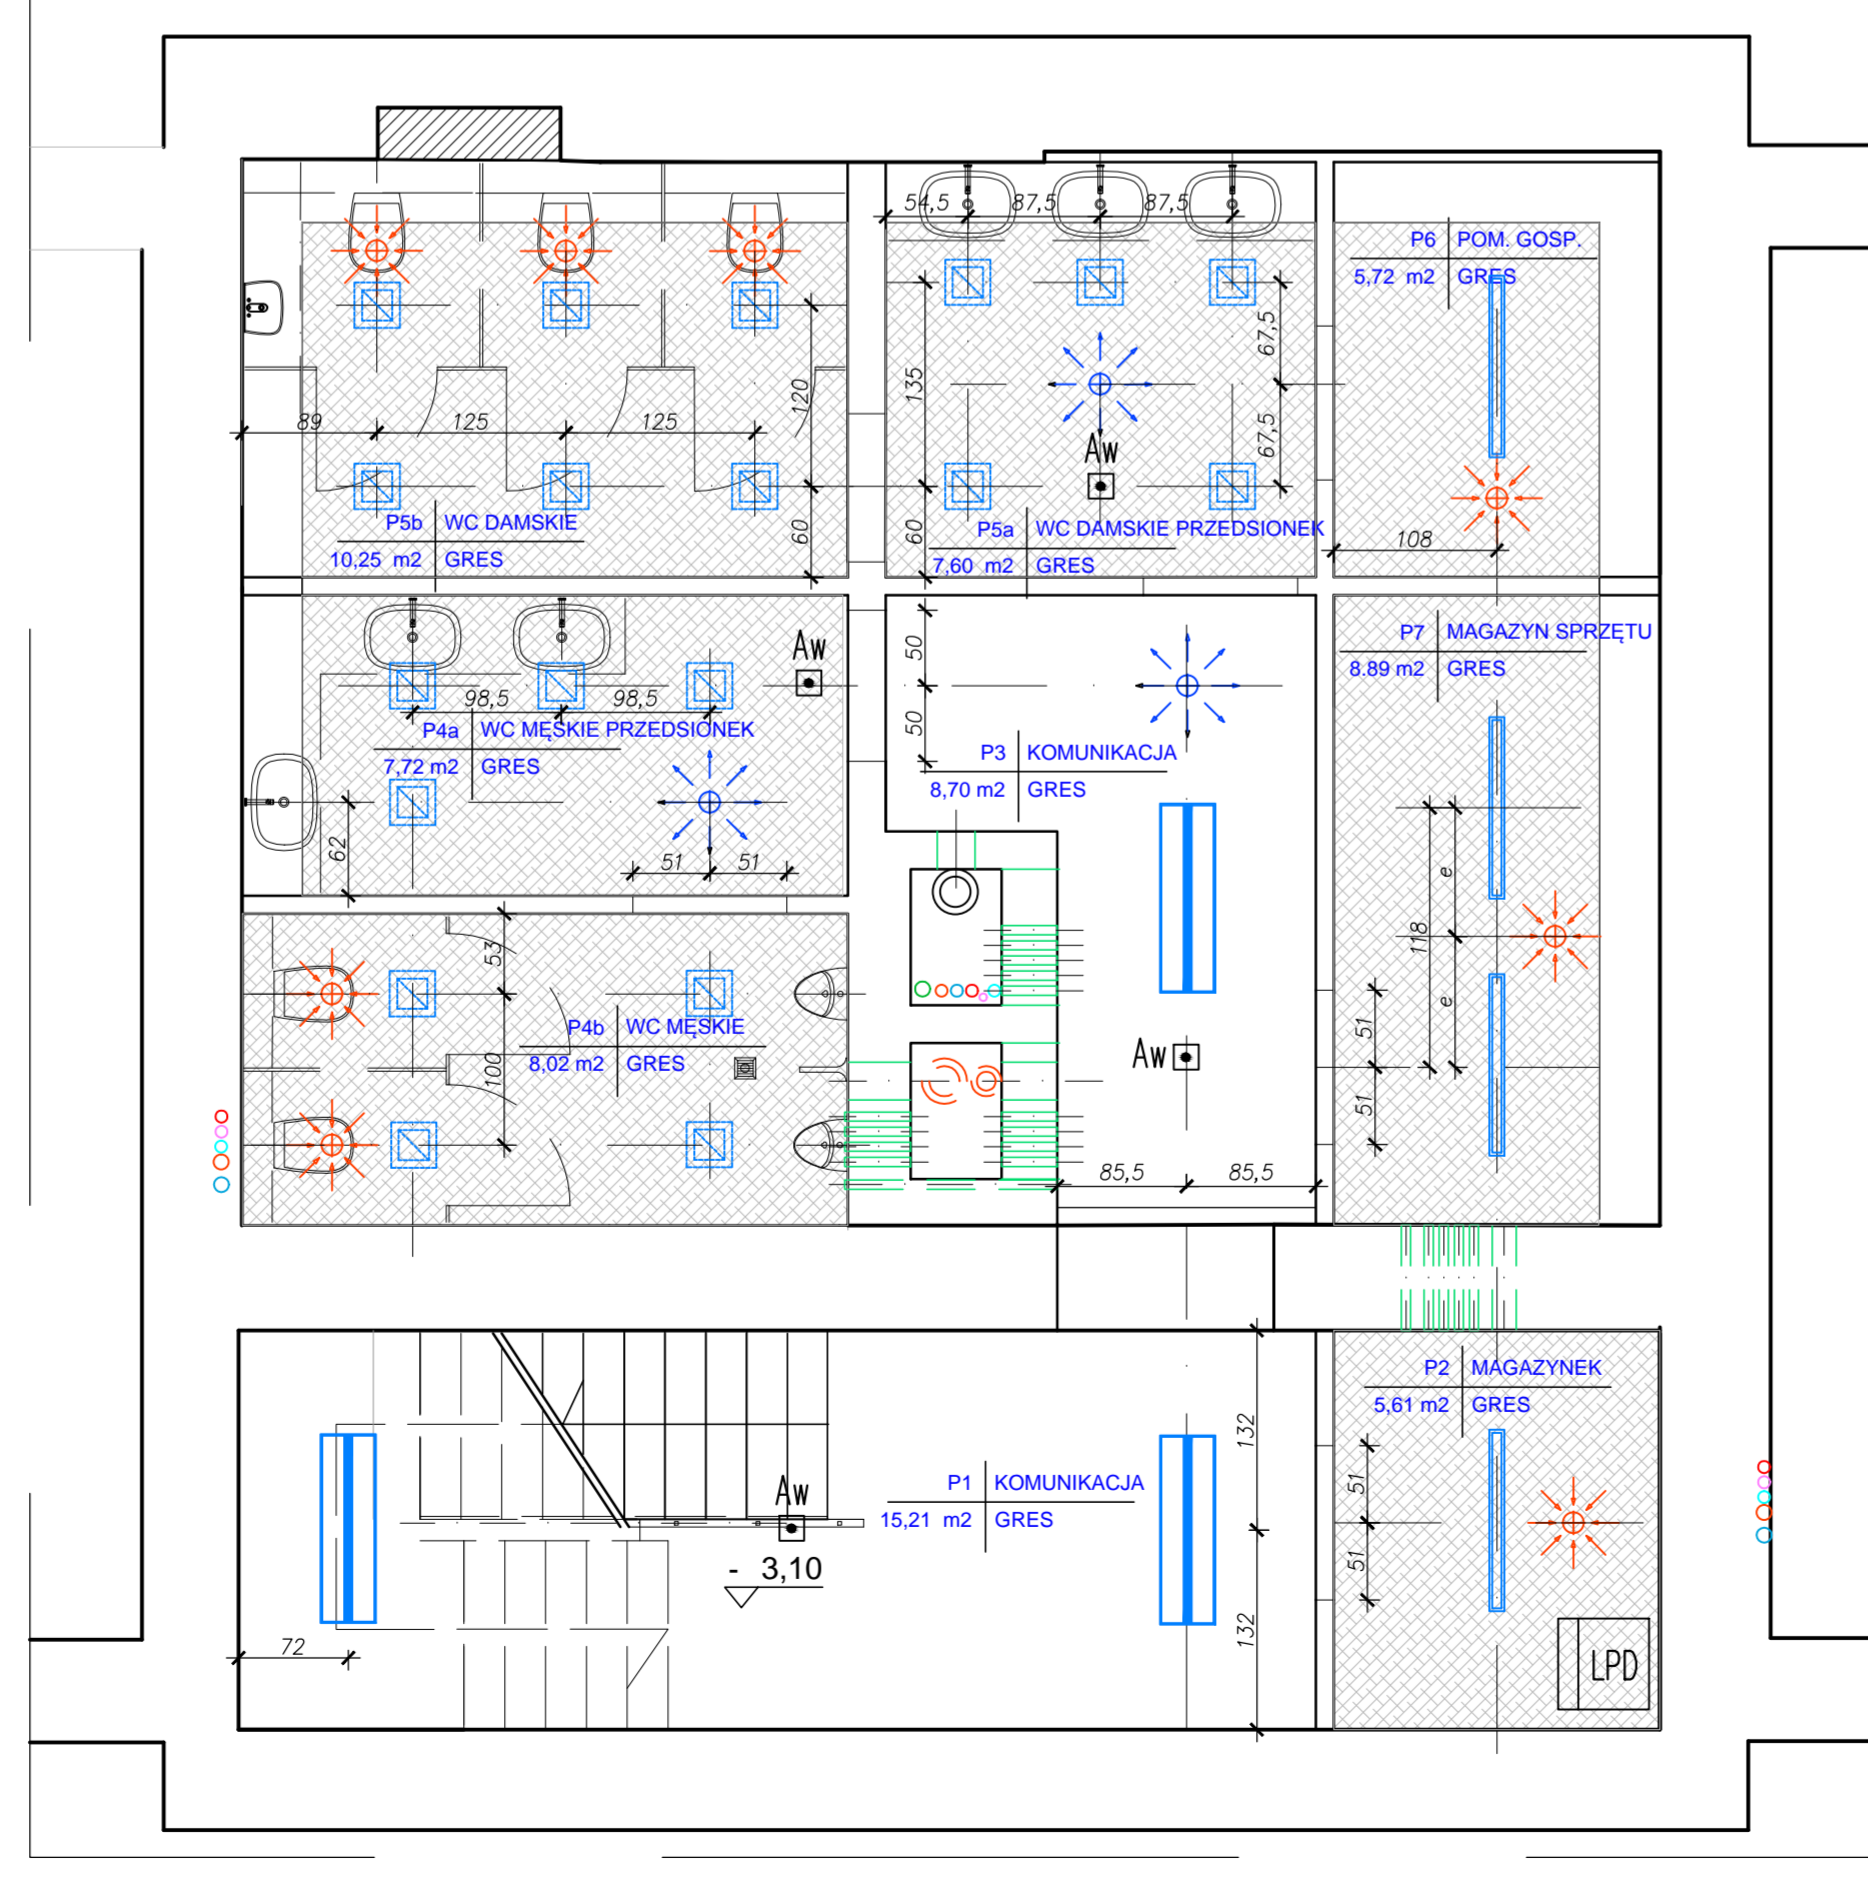 54,5 87,5 87,5
P6 POM. GOSP.
5,72 m2 GRES
67,5
135
120
89 125 125
67,5
Aw
P5b WC DAMSKIE
10,25 m2 GRES
60
P5a WC DAMSKIE PRZEDSIONEK
7,60 m2 GRES
60
108
P7 MAGAZYN SPRZĘTU
8.89 m2 GRES
Aw
50
98,5 98,5
P4a WC MĘSKIE PRZEDSIONEK
7,72 m2 GRES
50
P3 KOMUNIKACJA
8,70 m2 GRES
62
51 51
e
118
53
e
P4b WC MĘSKIE
8,02 m2 GRES
100
Aw
51
51
85,5 85,5
P2 MAGAZYNEK
5,61 m2 GRES
132
P1 KOMUNIKACJA
15,21 m2 GRES
Aw
51
- 3,10
51
132
72
LPD